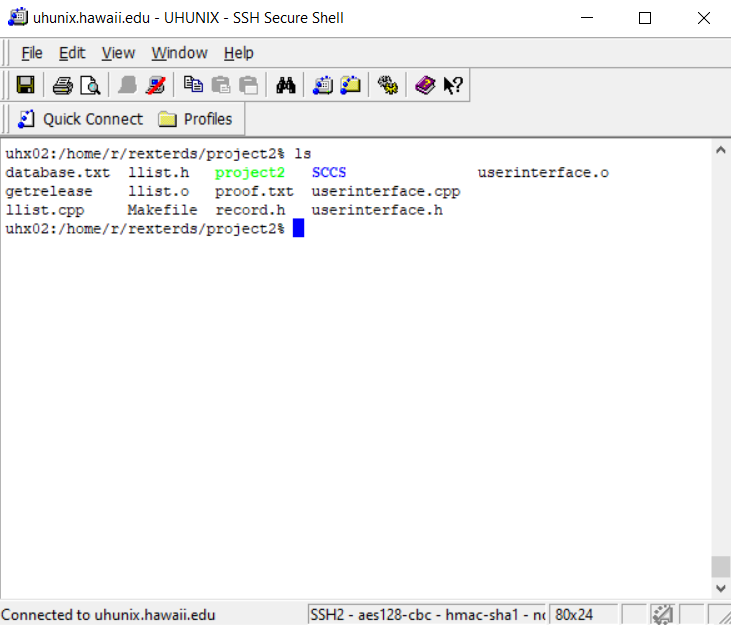 uhunix.hawaii.edu - UHUNIX - SSH Secure Shell
File Edit View Window Help
Quick Connect Profiles
uhx02:/home/r/rexterds/project2% ls
database.txt llist.h project2 SCCS userinterface.o
getrelease llist.o proof.txt userinterface.cpp
llist.cpp Makefile record.h userinterface.h
uhx02:/home/r/rexterds/project2%
Connected to uhunix.hawaii.edu SSH2 - aes128-cbc - hmac-sha1 - nc 80x24